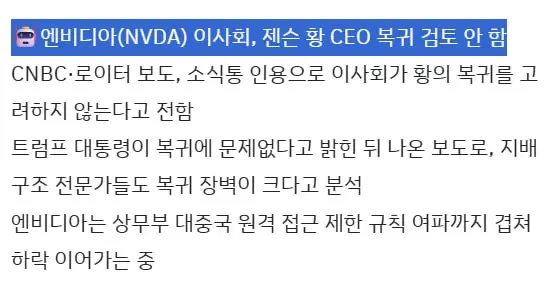 🤖엔비디아(NVDA) 이사회, 젠슨 황 CEO 복귀 검토 안 함
CNBC·로이터 보도, 소식통 인용으로 이사회가 황의 복귀를 고
려하지 않는다고 전함
트럼프 대통령이 복귀에 문제없다고 밝힌 뒤 나온 보도로, 지배
구조 전문가들도 복귀 장벽이 크다고 분석
엔비디아는 상무부 대중국 원격 접근 제한 규칙 여파까지 겹쳐
하락 이어가는 중